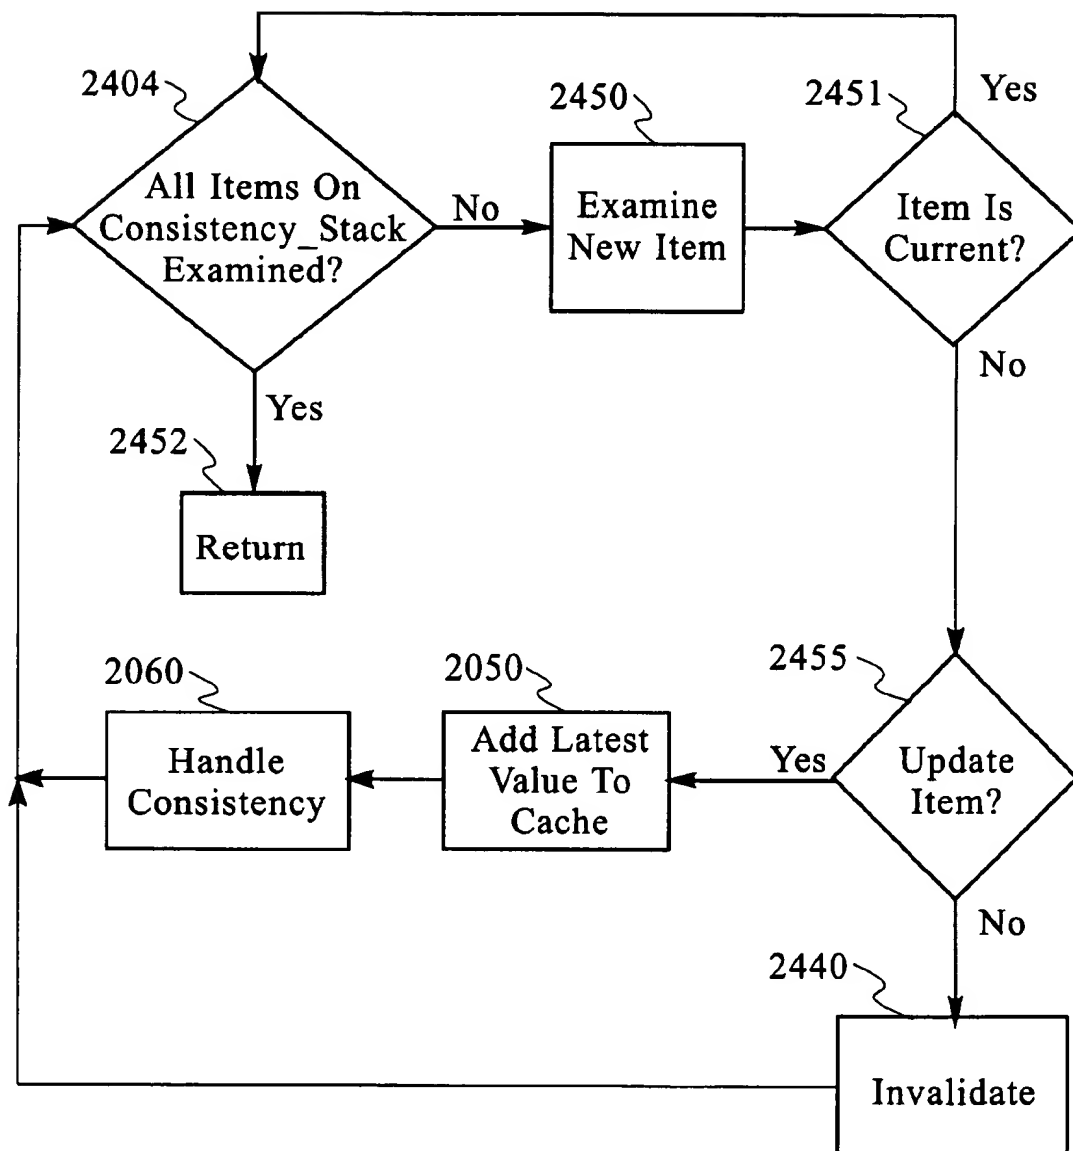 Yes
2404
2450
2451
All Items On
Consistency_Stack
Examined?
No
Examine
New Item
Item Is
Current?
No
Yes
2452
Return
2060
2050
2455
Handle
Consistency
Add Latest
Value To
Cache
Yes
Update
Item?
No
2440
Invalidate